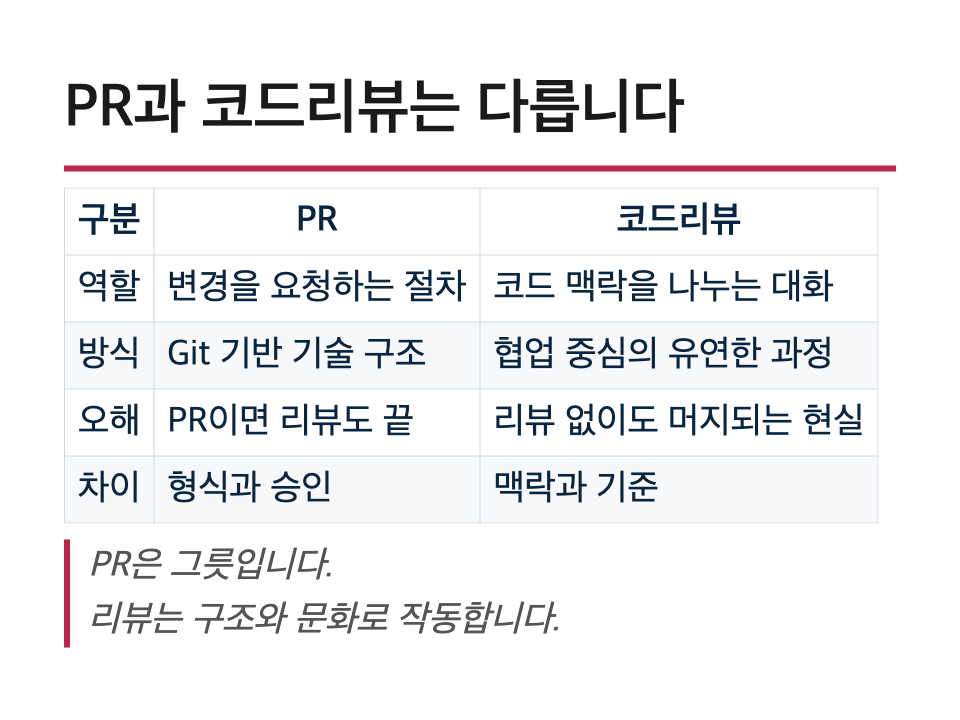 PR과 코드리뷰는 다릅니다
구분 PR 코드리뷰
역할 변경을 요청하는 절차 코드 맥락을 나누는 대화
방식 Git 기반 기술 구조 협업 중심의 유연한 과정
오해 PR이면 리뷰도 끝 리뷰 없이도 머지되는 현실
차이 형식과 승인 맥락과 기준
PR은 그릇입니다.
리뷰는 구조와 문화로 작동합니다.